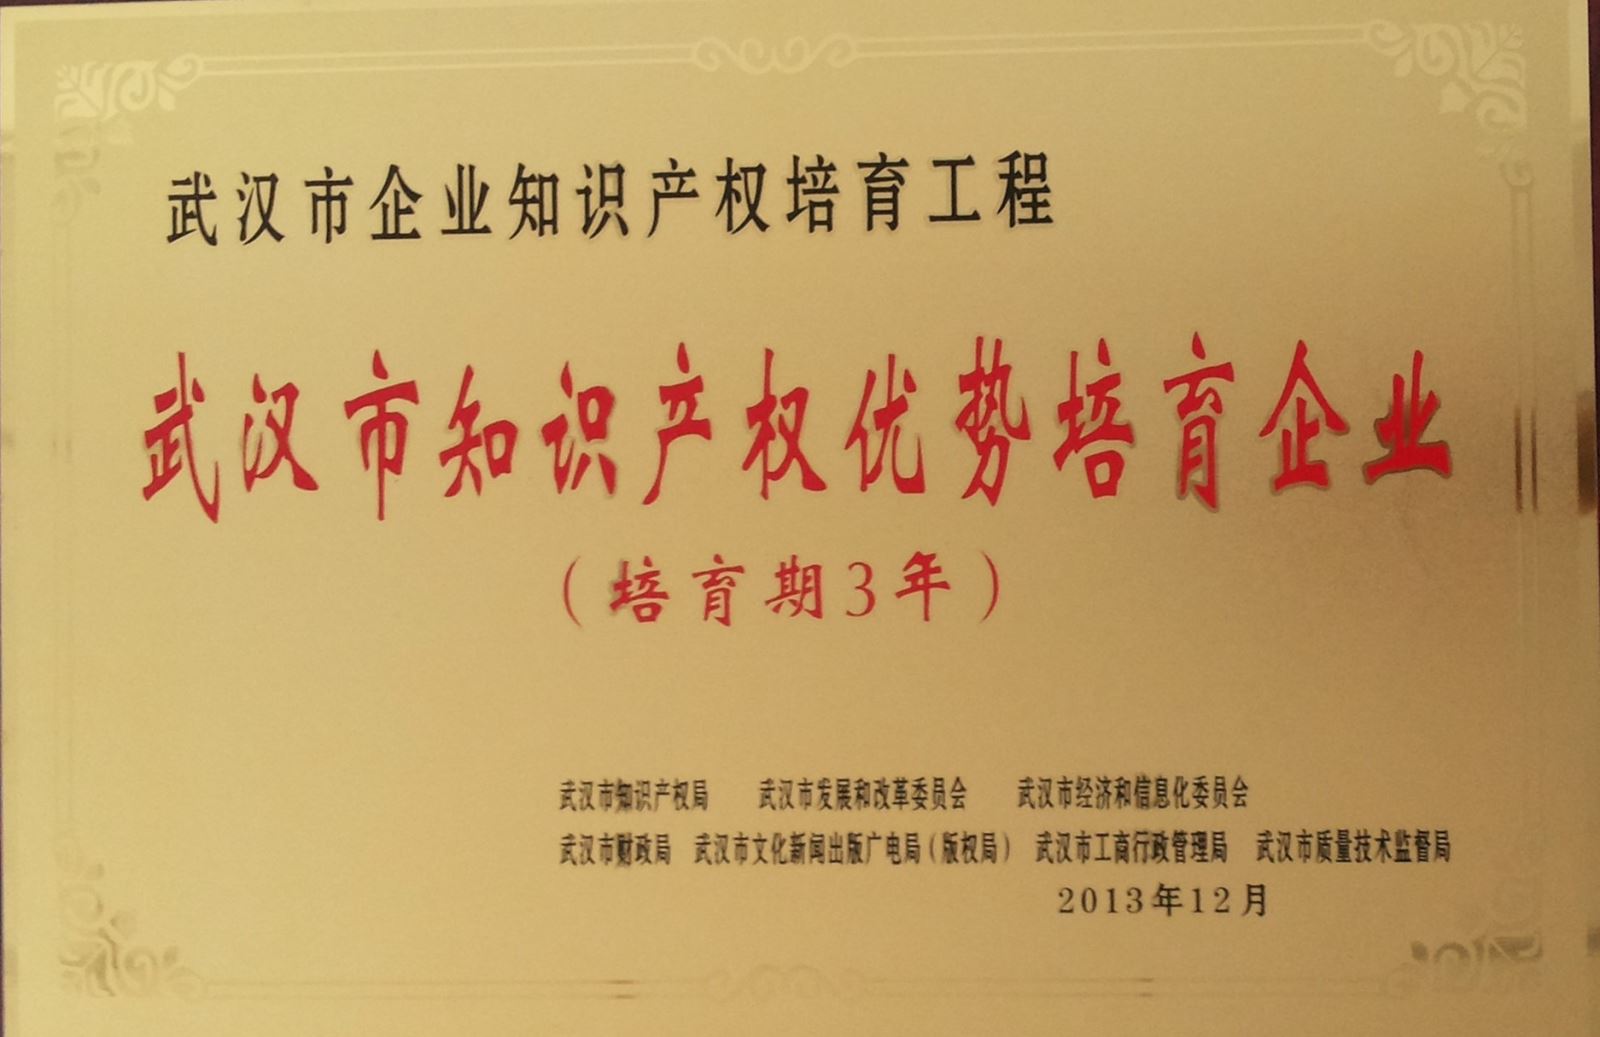 武汉市企业知识产权培育工程
武汉市知识产权优势培育企业
（培育期3年）
武汉市知识产权局 武汉市发展和改革委员会 武汉市经济和信息化委员会
武汉市财政局 武汉市文化新闻出版广电局（版权局） 武汉市工商行政管理局 武汉市质量技术监督局
2013年12月